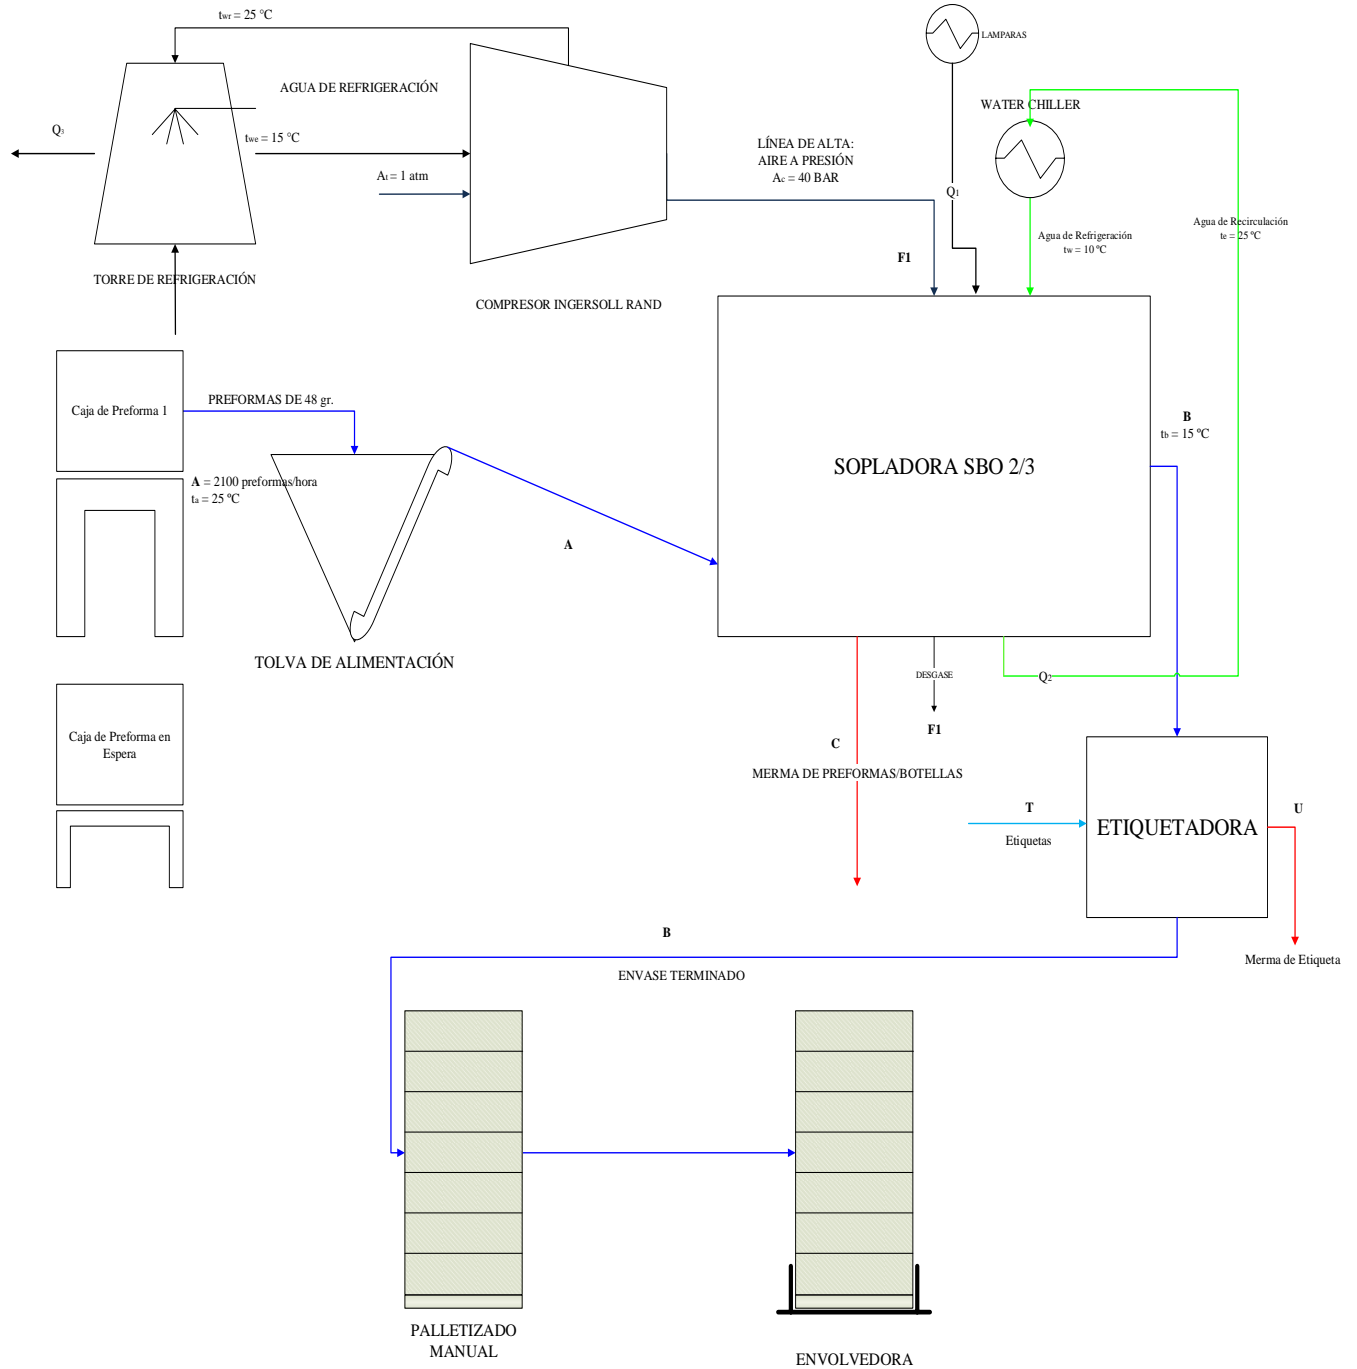 twr = 25 °C
LAMPARAS
AGUA DE REFRIGERACIÓN
WATER CHILLER
Q3
twe = 15 °C
LÍNEA DE ALTA:
AIRE A PRESIÓN
Ac = 40 BAR
A1 = 1 atm
Q1
Agua de Recirculación
te = 25 °C
Agua de Refrigeración
tw = 10 °C
F1
TORRE DE REFRIGERACIÓN
COMPRESOR INGERSOLL RAND
Caja de Preforma 1
PREFORMAS DE 48 gr.
B
tb = 15 °C
SOPLADORA SBO 2/3
A = 2100 preformas/hora
ta = 25 °C
A
TOLVA DE ALIMENTACIÓN
DESGASE
Q2
Caja de Preforma en
Espera
F1
C
MERMA DE PREFORMAS/BOTELLAS
T
Etiquetas
ETIQUETADORA
U
B
ENVASE TERMINADO
Merma de Etiqueta
PALLETIZADO
MANUAL
ENVOLVEDORA